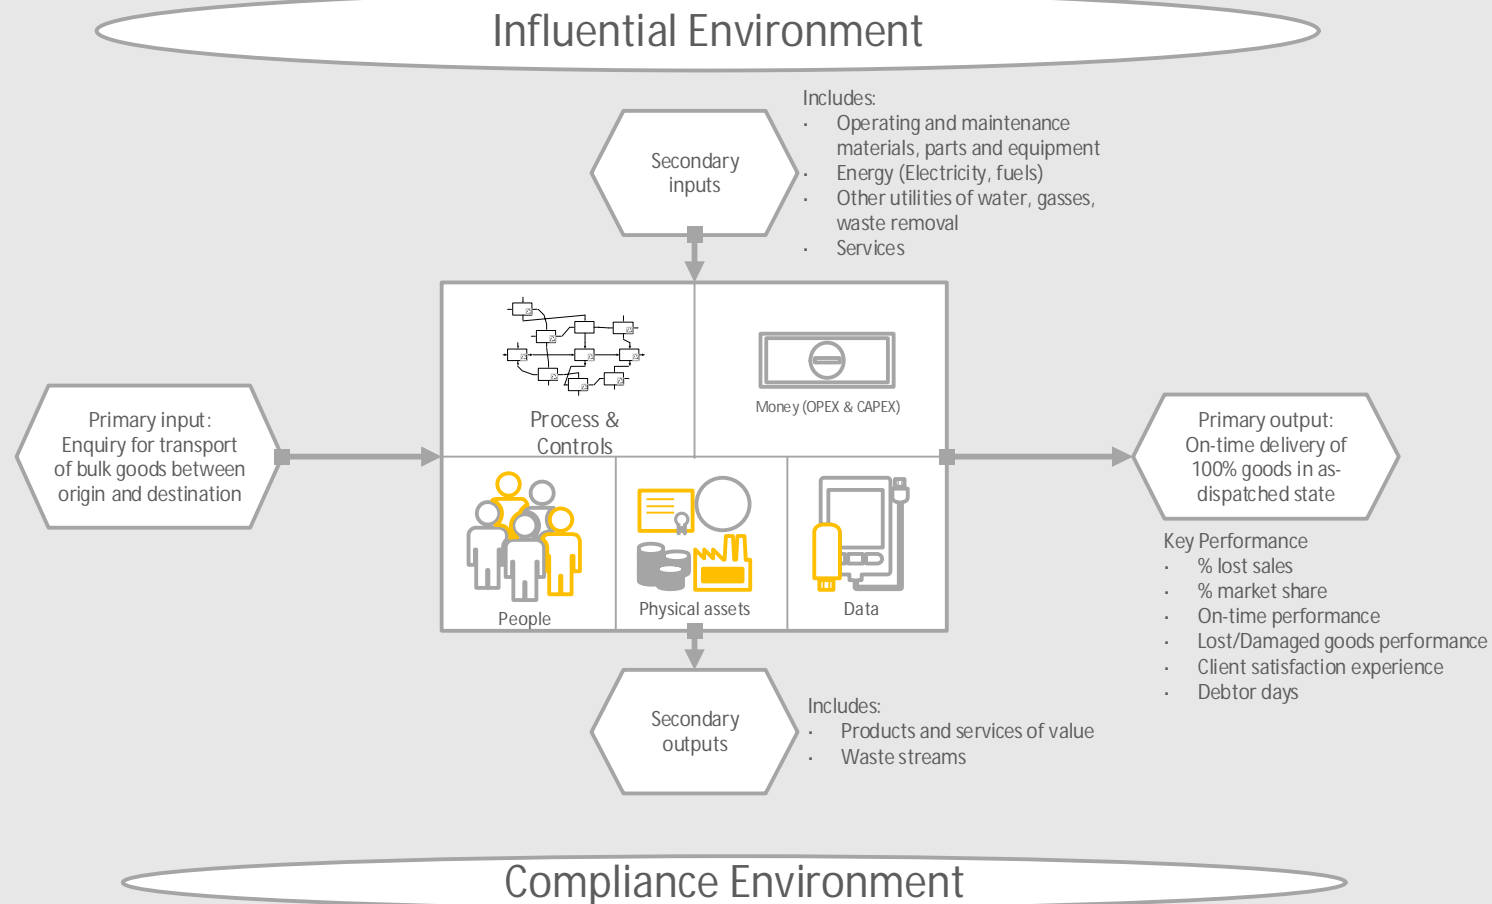 Influential Environment
Secondary
inputs
Includes:
· Operating and maintenance
materials, parts and equipment
· Energy (Electricity, fuels)
· Other utilities of water, gasses,
waste removal
· Services
Process &
Controls
Money (OPEX & CAPEX)
Primary input:
Enquiry for transport
of bulk goods between
origin and destination
Primary output:
On-time delivery of
100% goods in as-
dispatched state
People
Physical assets
Data
Key Performance
· % lost sales
· % market share
· On-time performance
· Lost/Damaged goods performance
· Client satisfaction experience
· Debtor days
Secondary
outputs
Includes:
· Products and services of value
· Waste streams
Compliance Environment